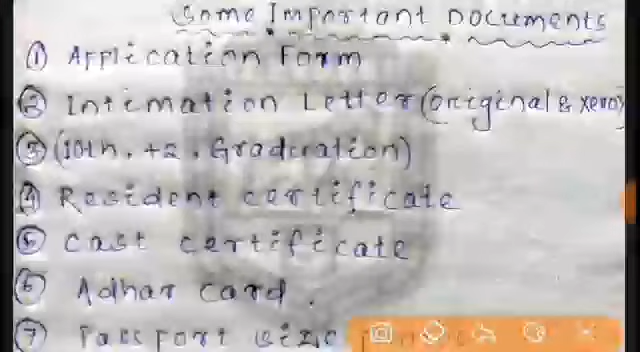 Some Important Documents
① Application Form
② Intimation Letter (original & xerox)
③ (10th, +2, Graduation)
④ Resident certificate
⑤ Cast certificate
⑥ Adhar card.
⑦ Passport size